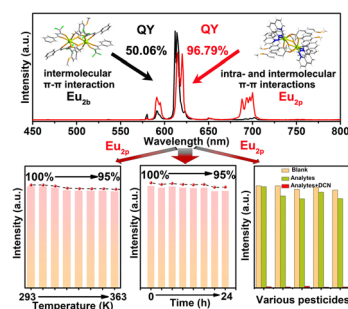 QY
50.06%
QY
96.79%
intermolecular
π-π interaction
Eu2b
intra- and intermolecular
π-π interactions
Eu2p
Intensity (a.u.)
450 500 550 600 650 700 750
Wavelength (nm)
Eu2p
Eu2p
Intensity (a.u.)
100% 95%
293 363
Temperature (K)
Intensity (a.u.)
100% 95%
0 24
Time (h)
Intensity (a.u.)
Blank
Analytes
Analytes+DCN
Various pesticides